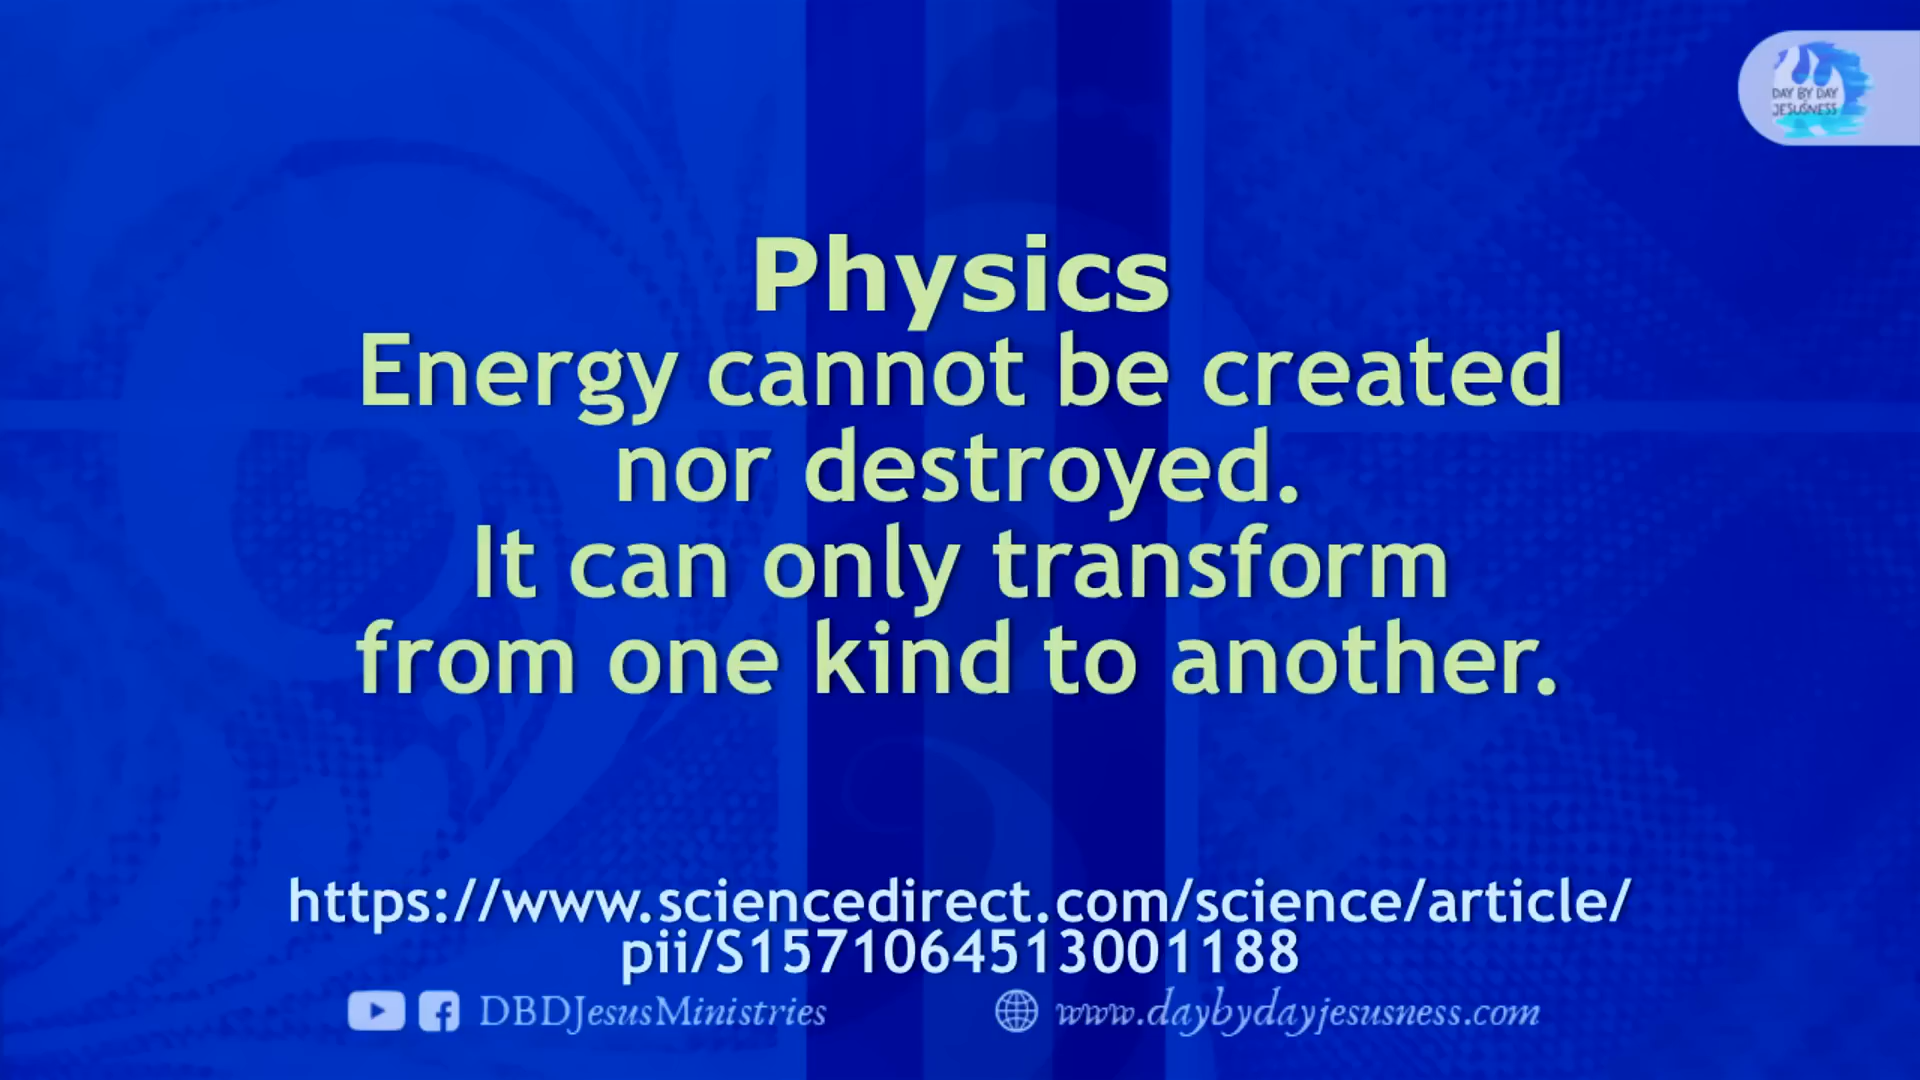 DAY BY DAY
JESUSNESS
Physics
Energy cannot be created
nor destroyed.
It can only transform
from one kind to another.
https://www.sciencedirect.com/science/article/
pii/S1571064513001188
DBDJesusMinistries
www.daybydayjesusness.com